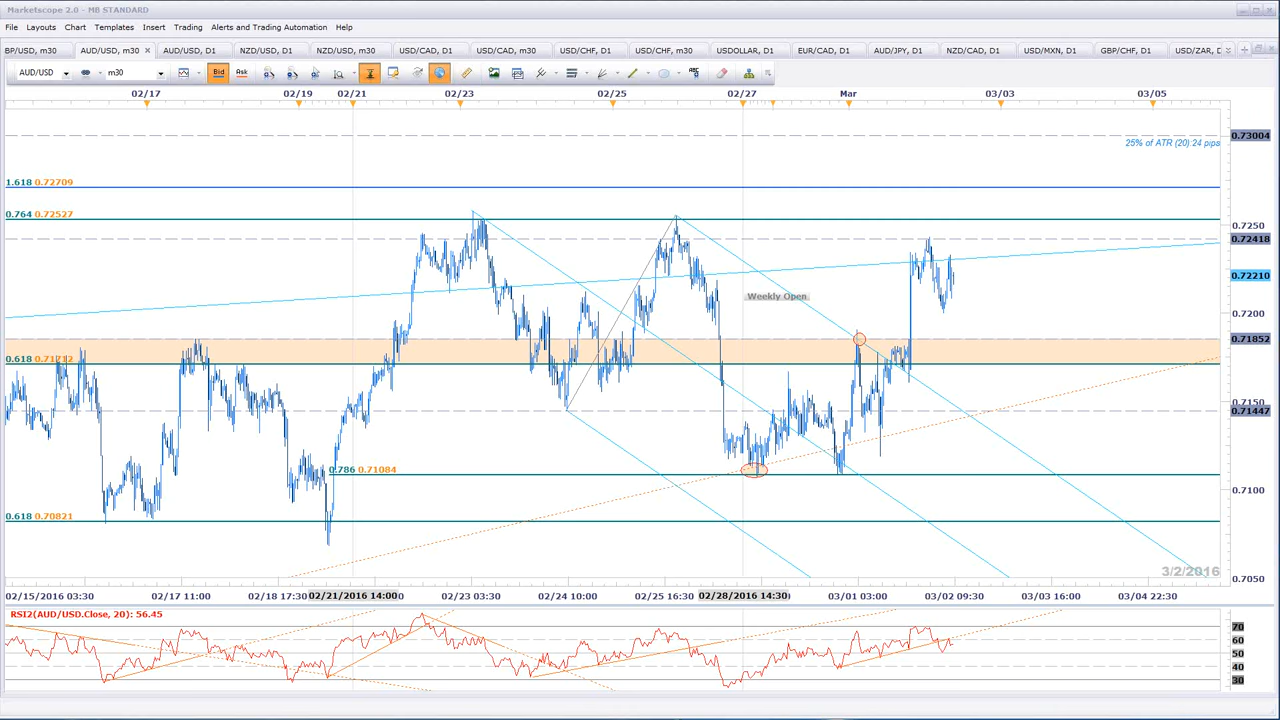 Marketscope 2.0 - MB STANDARD
File Layouts Chart Templates Insert Trading Alerts and Trading Automation Help
BP/USD, m30 AUD/USD, m30 AUD/USD, D1 NZD/USD, D1 NZD/USD, m30 USD/CAD, D1 USD/CAD, m30 USD/CHF, D1 USD/CHF, m30 USDOLLAR, D1 EUR/CAD, D1 AUD/JPY, D1 NZD/CAD, D1 USD/MXN, D1 GBP/CHF, D1 USD/ZAR, D
AUD/USD m30 Bid Ask
02/17 02/19 02/21 02/23 02/25 02/27 Mar 03/03 03/05
0.73004
25% of ATR (20):24 pips
1.618 0.72709
0.764 0.72527
0.7250
0.72418
0.72210
Weekly Open
0.7200
0.71852
0.618 0.71712
0.7150
0.71447
0.786 0.71084
0.7100
0.618 0.70821
3/2/2016
0.7050
02/15/2016 03:30 02/17 11:00 02/18 17:30 02/21/2016 14:00 02/23 03:30 02/24 10:00 02/25 16:30 02/28/2016 14:30 03/01 03:00 03/02 09:30 03/03 16:00 03/04 22:30
RSI2(AUD/USD.Close, 20): 56.45
70
60
50
40
30